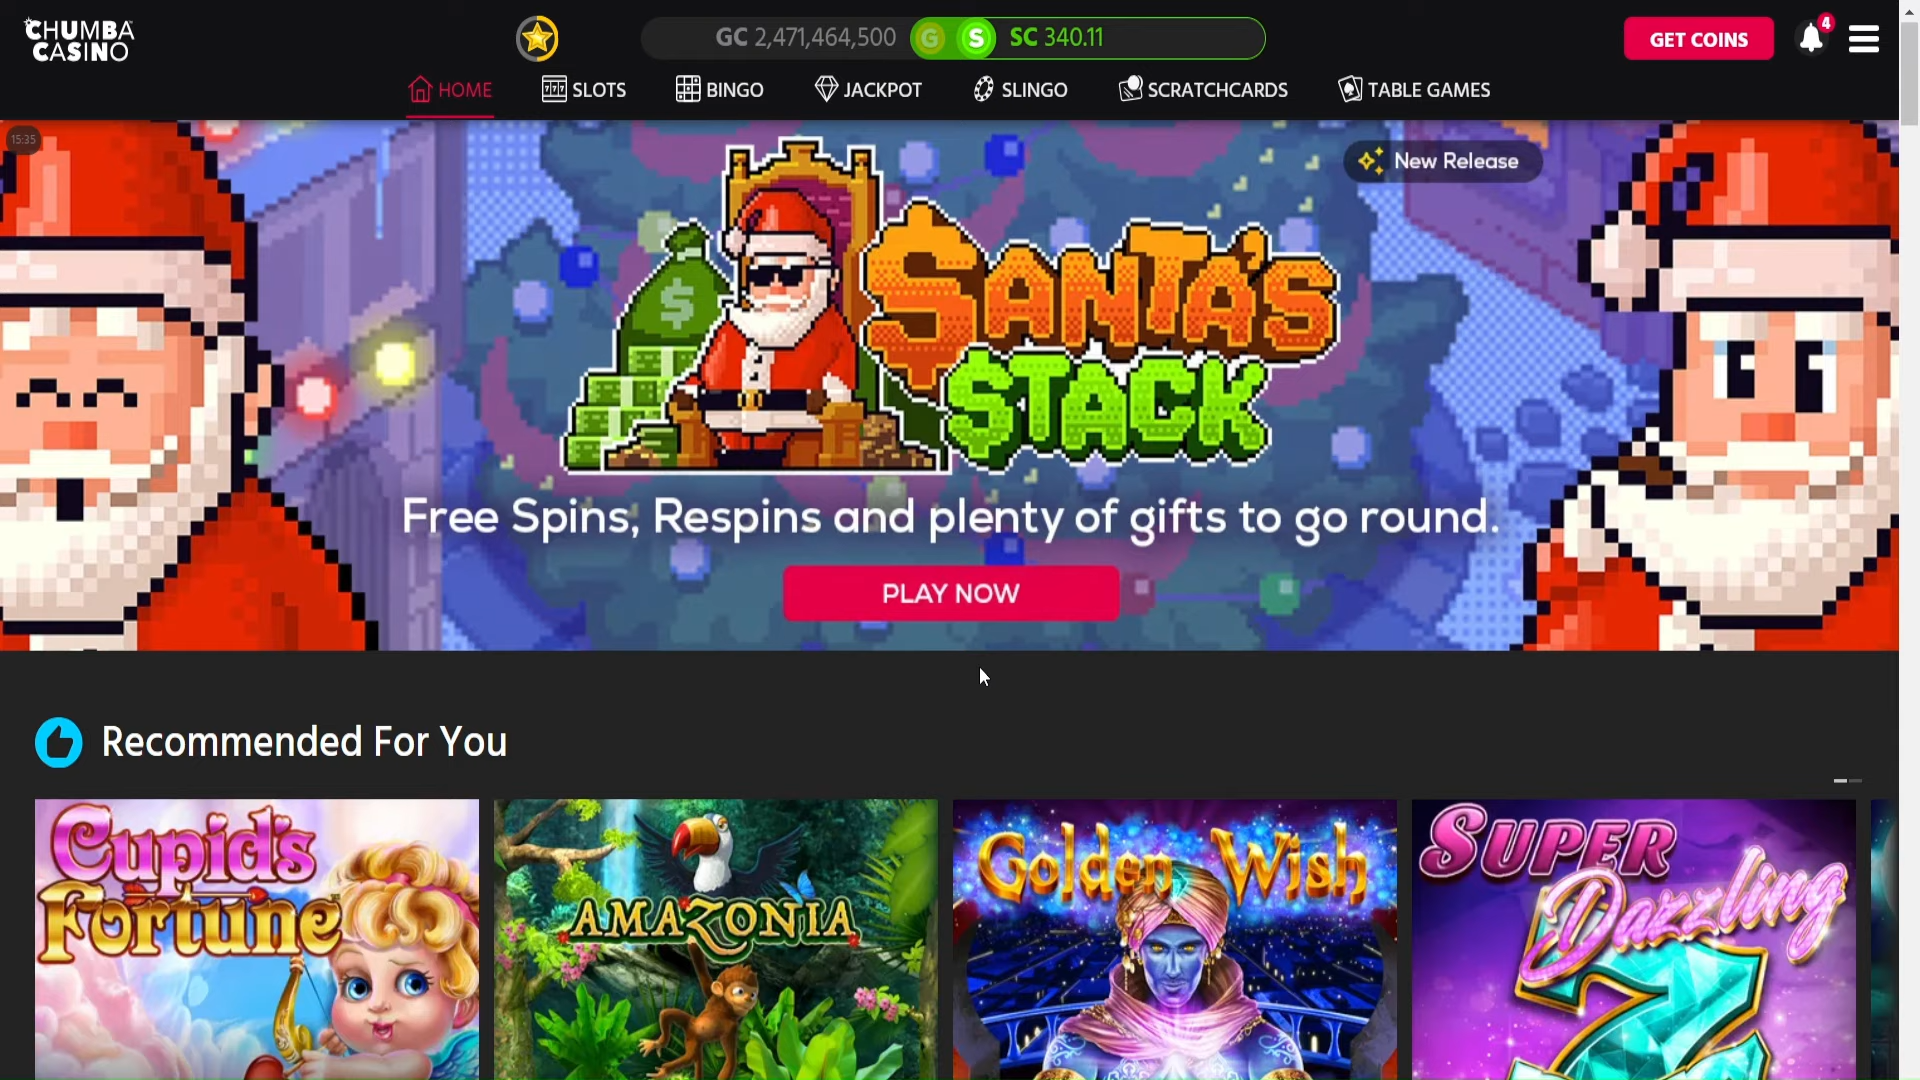 CHUMBA
CASINO
GC 2,471,464,500
G
S
SC 340.11
GET COINS
4
HOME
SLOTS
BINGO
JACKPOT
SLINGO
SCRATCHCARDS
TABLE GAMES
15:35
New Release
$
SANTA'S
$TACK
Free Spins, Respins and plenty of gifts to go round.
PLAY NOW
Recommended For You
Cupid's
Fortune
AMAZONIA
Golden Wish
SUPER
Dazzling
7